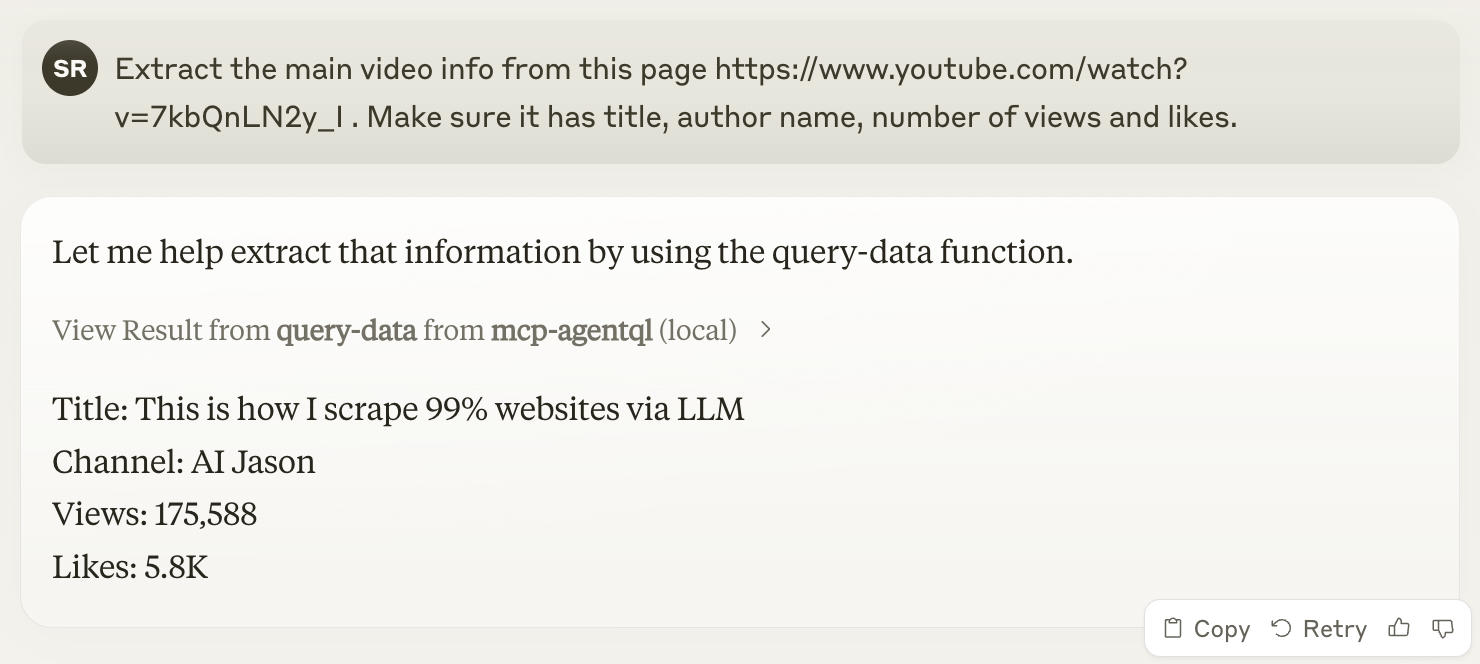 SR
Extract the main video info from this page https://www.youtube.com/watch?
v=7kbQnLN2y_I . Make sure it has title, author name, number of views and likes.
Let me help extract that information by using the query-data function.
View Result from query-data from mcp-agentql (local)
Title: This is how I scrape 99% websites via LLM
Channel: AI Jason
Views: 175,588
Likes: 5.8K
Copy Retry